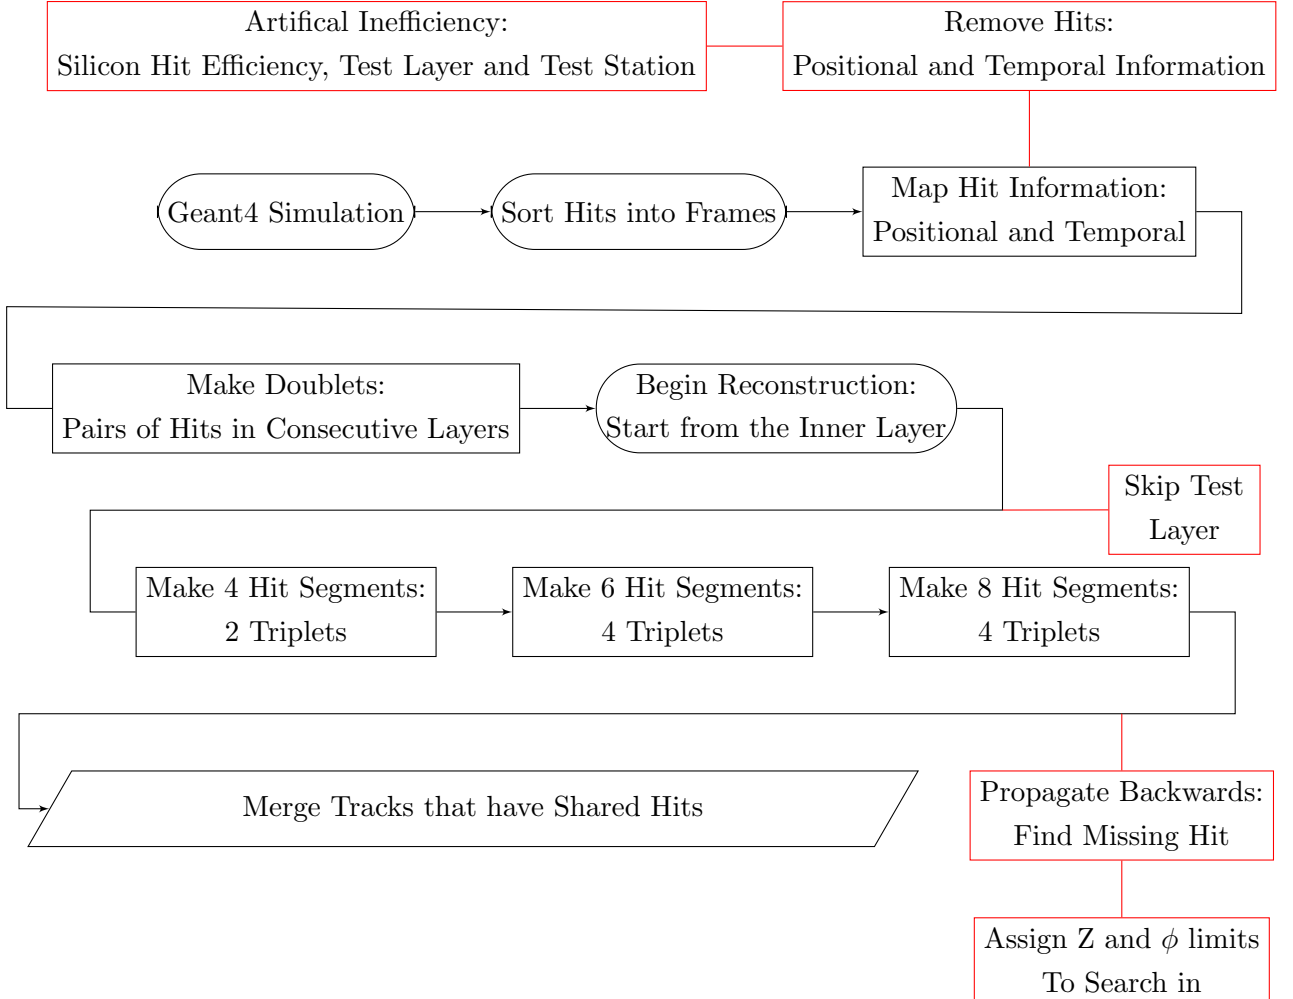 Artifical Inefficiency:
Silicon Hit Efficiency, Test Layer and Test Station
Remove Hits:
Positional and Temporal Information
Geant4 Simulation
Sort Hits into Frames
Map Hit Information:
Positional and Temporal
Make Doublets:
Pairs of Hits in Consecutive Layers
Begin Reconstruction:
Start from the Inner Layer
Skip Test
Layer
Make 4 Hit Segments:
2 Triplets
Make 6 Hit Segments:
4 Triplets
Make 8 Hit Segments:
4 Triplets
Merge Tracks that have Shared Hits
Propagate Backwards:
Find Missing Hit
Assign Z and ϕ limits
To Search in